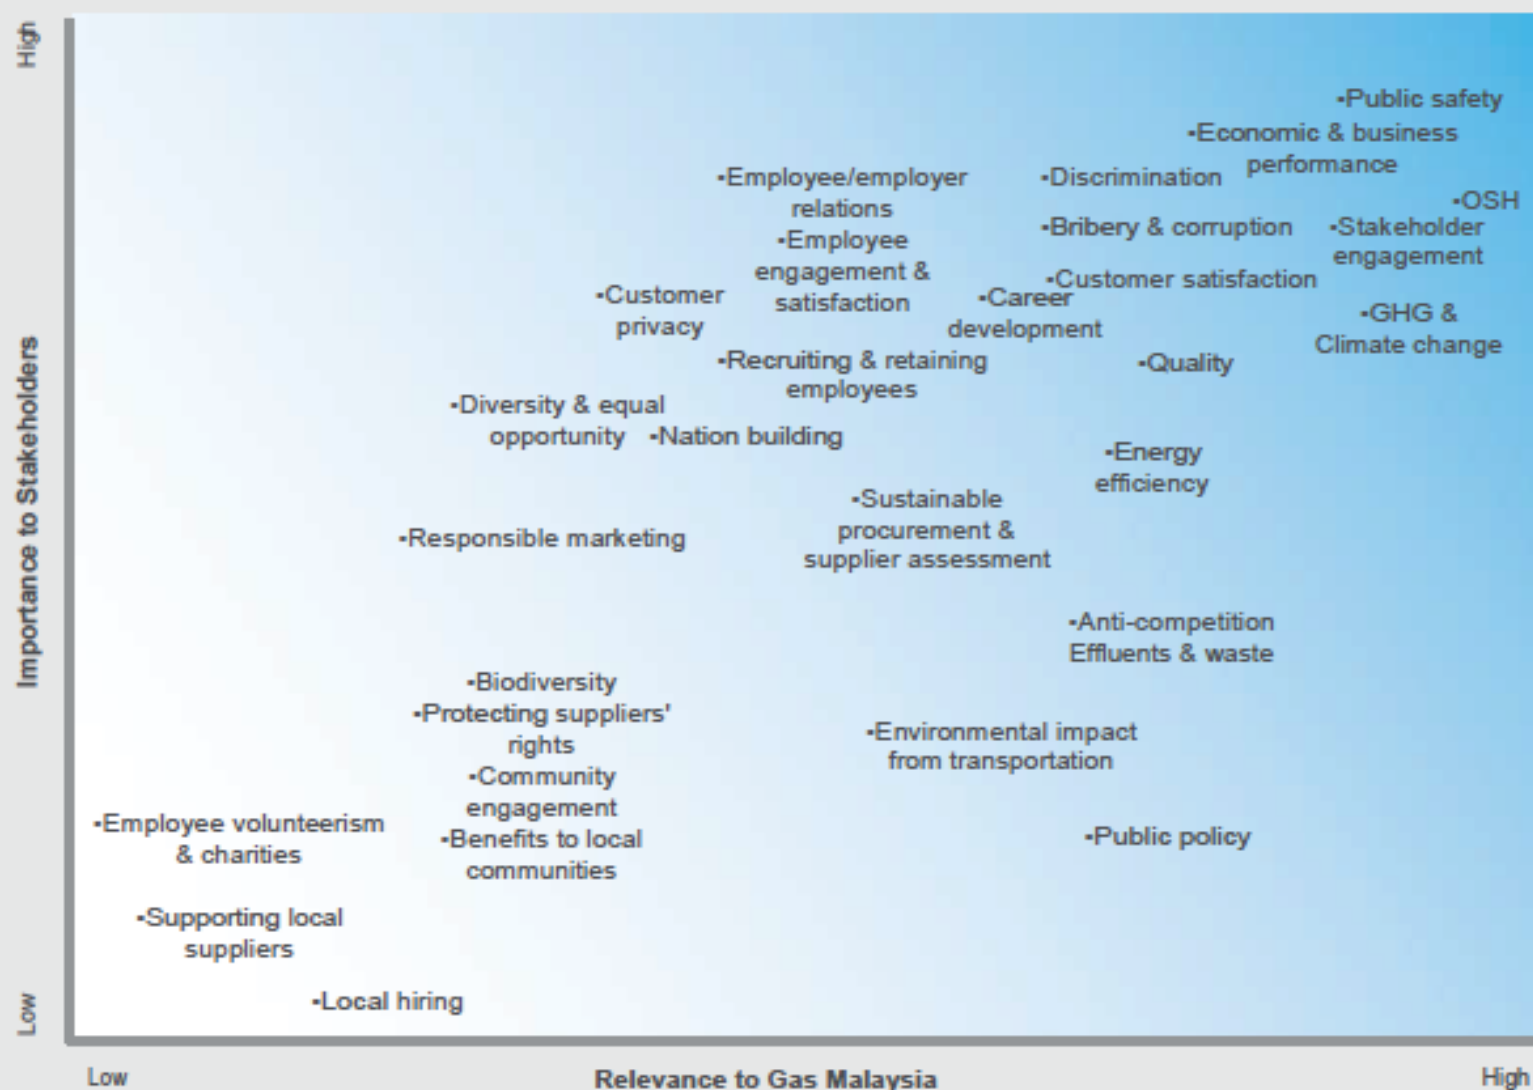 High
▪Public safety
▪Economic & business
performance
▪Employee/employer
relations
▪Discrimination
▪OSH
▪Bribery & corruption
▪Stakeholder
engagement
▪Employee
engagement &
satisfaction
▪Customer satisfaction
▪Customer
privacy
▪Career
development
▪GHG &
Climate change
▪Recruiting & retaining
employees
▪Quality
▪Diversity & equal
opportunity
▪Nation building
▪Energy
efficiency
▪Sustainable
procurement &
supplier assessment
▪Responsible marketing
Importance to Stakeholders
▪Anti-competition
Effluents & waste
▪Biodiversity
▪Protecting suppliers'
rights
▪Environmental impact
from transportation
▪Community
engagement
▪Employee volunteerism
& charities
▪Benefits to local
communities
▪Public policy
▪Supporting local
suppliers
▪Local hiring
Low
Low
Relevance to Gas Malaysia
High